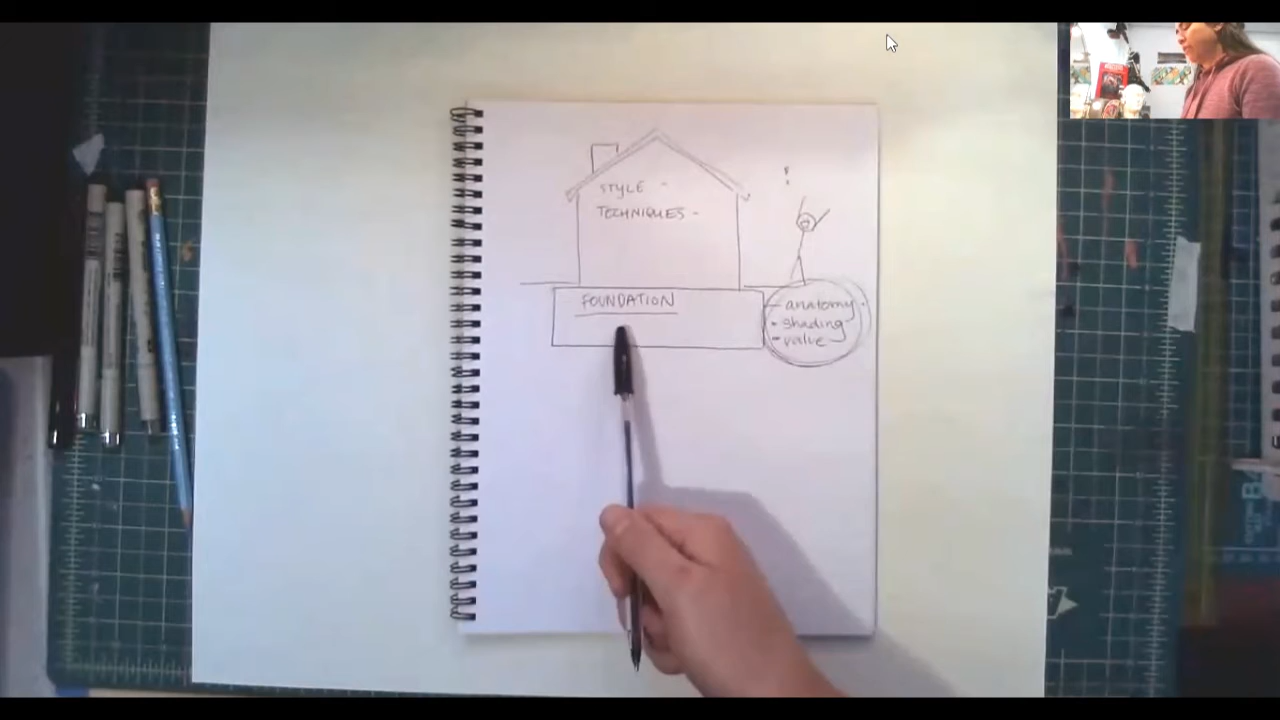 STYLE -
TECHNIQUES -
FOUNDATION
- anatomy
- shading
- value